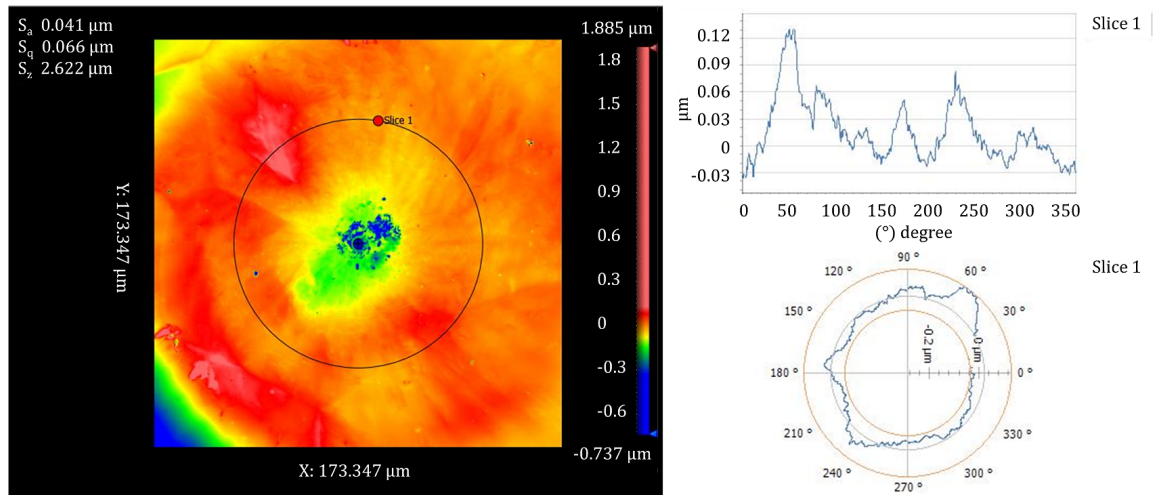 Sa 0.041 µm
Sq 0.066 µm
Sz 2.622 µm
1.885 µm
1.8
1.5
1.2
0.9
0.6
0.3
0
-0.3
-0.6
-0.737 µm
Slice 1
Y: 173.347 µm
X: 173.347 µm
Slice 1
µm
0.12
0.09
0.06
0.03
0
-0.03
0 50 100 150 200 250 300 350
(°) degree
Slice 1
90 °
120 ° 60 °
150 ° 30 °
-0.2 µm
0 µm
180 ° 0 °
210 ° 330 °
240 ° 300 °
270 °